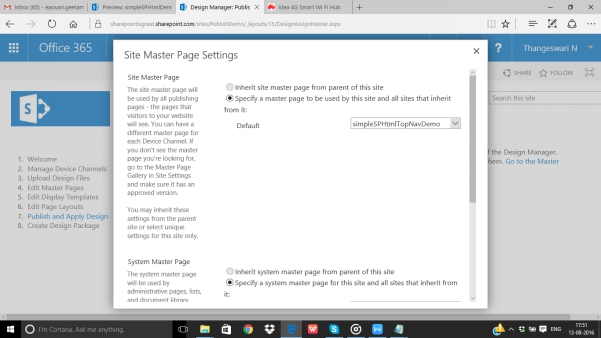 Inbox (65) - easwari.geetam
Preview: simpleSPHtmlDem
Design Manager: Publis
Idea 4G Smart Wi Fi Hub
sharepointisgreat.sharepoint.com/sites/PublishDemo/_layouts/15/DesignAssignMaster.aspx
Office 365
?
Thangeswari N
SHARE
FOLLOW
Search this site
Site Master Page Settings
Site Master Page
The site master page will
be used by all publishing
pages - the pages that
visitors to your website
will see. You can have a
different master page for
each Device Channel. If
you don't see the master
page you're looking for,
go to the Master Page
Gallery in Site Settings
and make sure it has an
approved version.
You may inherit these
settings from the parent
site or select unique
settings for this site only.
Inherit site master page from parent of this site
Specify a master page to be used by this site and all sites that inherit
from it:
Default
simpleSPHtmlTopNavDemo
System Master Page
The system master page
will be used by
administrative pages, lists,
and document library
Inherit system master page from parent of this site
Specify a system master page for this site and all sites that inherit from
it:
1. Welcome
2. Manage Device Channels
3. Upload Design Files
4. Edit Master Pages
5. Edit Display Templates
6. Edit Page Layouts
7. Publish and Apply Design
8. Create Design Package
f the Design Manager.
hem. Go to the Master
I'm Cortana. Ask me anything.
ENG
17:51
13-08-2016